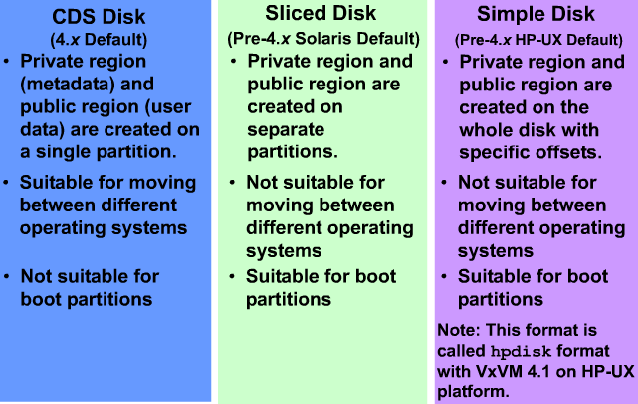 CDS Disk
(4.x Default)
• Private region
(metadata) and
public region (user
data) are created on
a single partition.
• Suitable for moving
between different
operating systems
• Not suitable for
boot partitions
Sliced Disk
(Pre-4.x Solaris Default)
• Private region and
public region are
created on
separate
partitions.
• Not suitable for
moving between
different operating
systems
• Suitable for boot
partitions
Simple Disk
(Pre-4.x HP-UX Default)
• Private region and
public region are
created on the
whole disk with
specific offsets.
• Not suitable for
moving between
different operating
systems
• Suitable for boot
partitions
Note: This format is
called hpdisk format
with VxVM 4.1 on HP-UX
platform.